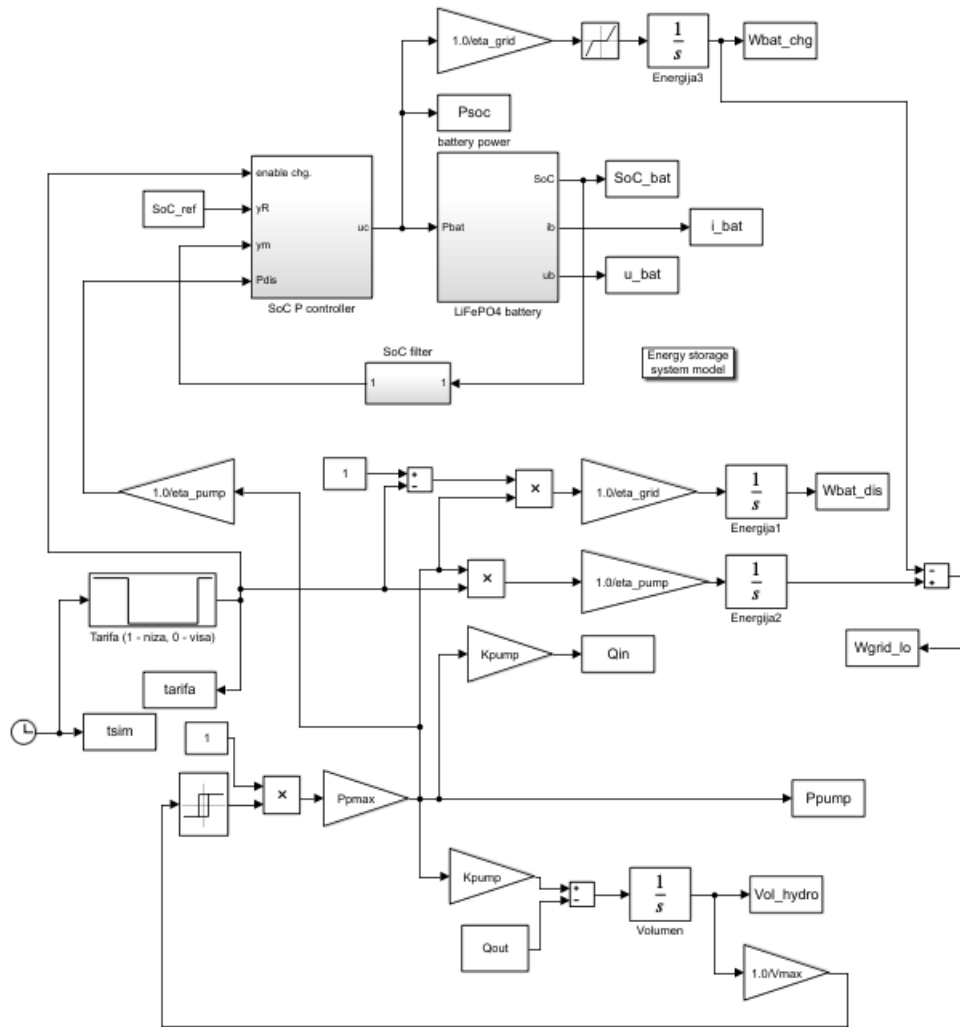 1.0/eta_grid
1
s
Energija3
Wbat_chg
Psoc
battery power
enable chg.
SoC_ref
yR
ym
Pdis
uc
SoC P controller
Pbat
SoC
ib
ub
LiFePO4 battery
SoC_bat
i_bat
u_bat
SoC filter
1
1
Energy storage
system model
1.0/eta_pump
1
+
−
×
1.0/eta_grid
1
s
Energija1
Wbat_dis
×
1.0/eta_pump
1
s
Energija2
−
+
Tarifa (1 - niza, 0 - visa)
Kpump
Qin
Wgrid_lo
tarifa
tsim
1
×
Ppmax
Ppump
Kpump
+
−
1
s
Volumen
Vol_hydro
Qout
1.0/Vmax